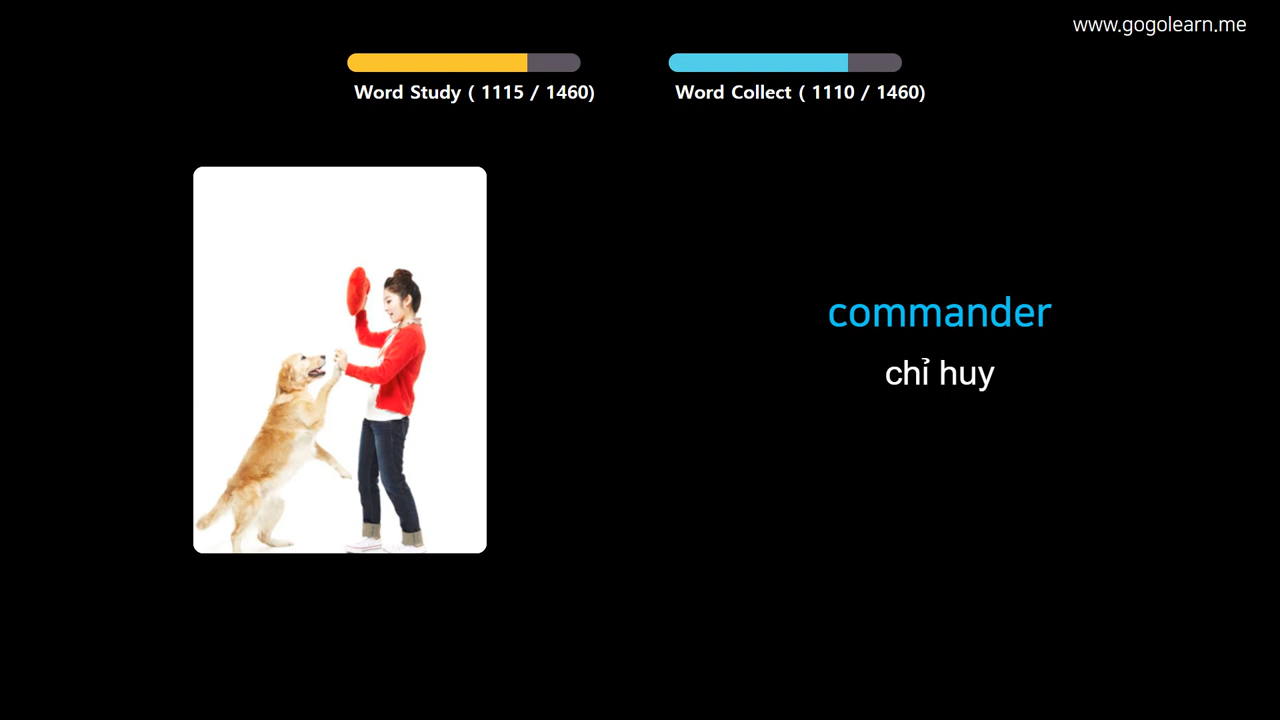 www.gogolearn.me
Word Study ( 1115 / 1460)
Word Collect ( 1110 / 1460)
commander
chỉ huy